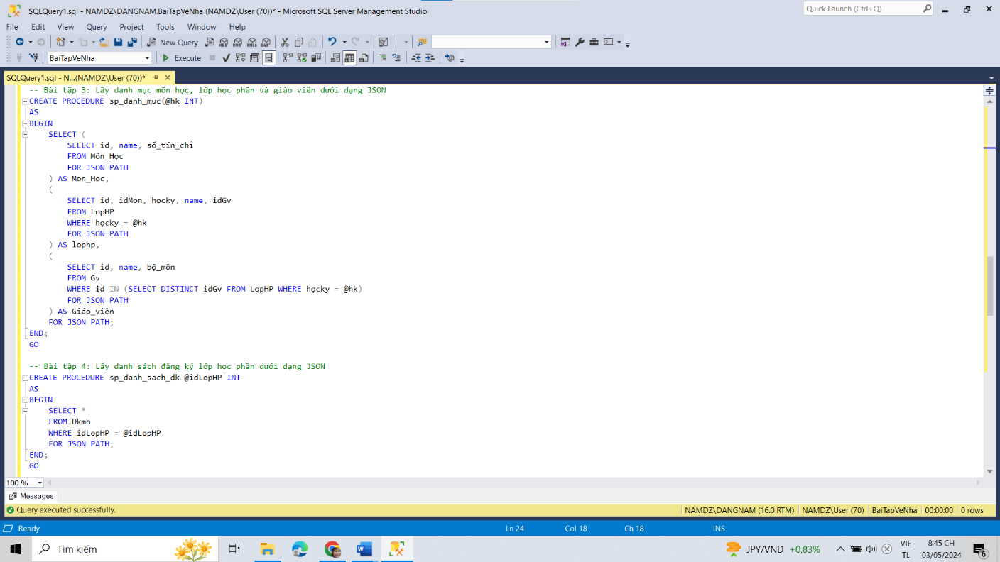 SQLQuery1.sql - NAMDZ\DANGNAM.BaiTapVeNha (NAMDZ\User (70))* - Microsoft SQL Server Management Studio
Quick Launch (Ctrl+Q)
File Edit View Query Project Tools Window Help
New Query
MDX DMX XMLA DAX
BaiTapVeNha
Execute
SQLQuery1.sql - N...(NAMDZ\User (70))*
-- Bài tập 3: Lấy danh mục môn học, lớp học phần và giáo viên dưới dạng JSON
CREATE PROCEDURE sp_danh_muc(@hk INT)
AS
BEGIN
SELECT (
SELECT id, name, số_tín_chỉ
FROM Môn_Học
FOR JSON PATH
) AS Mon_Hoc,
(
SELECT id, idMon, họcky, name, idGv
FROM LopHP
WHERE họcky = @hk
FOR JSON PATH
) AS lophp,
(
SELECT id, name, bộ_môn
FROM Gv
WHERE id IN (SELECT DISTINCT idGv FROM LopHP WHERE họcky = @hk)
FOR JSON PATH
) AS Giáo_viên
FOR JSON PATH;
END;
GO
-- Bài tập 4: Lấy danh sách đăng ký lớp học phần dưới dạng JSON
CREATE PROCEDURE sp_danh_sach_dk @idLopHP INT
AS
BEGIN
SELECT *
FROM Dkmh
WHERE idLopHP = @idLopHP
FOR JSON PATH;
END;
GO
100 %
Messages
Query executed successfully.
NAMDZ\DANGNAM (16.0 RTM) NAMDZ\User (70) BaiTapVeNha 00:00:00 0 rows
Ready
Ln 24 Col 18 Ch 18 INS
Tìm kiếm
JPY/VND +0,83%
VIE
TL
8:45 CH
03/05/2024
6